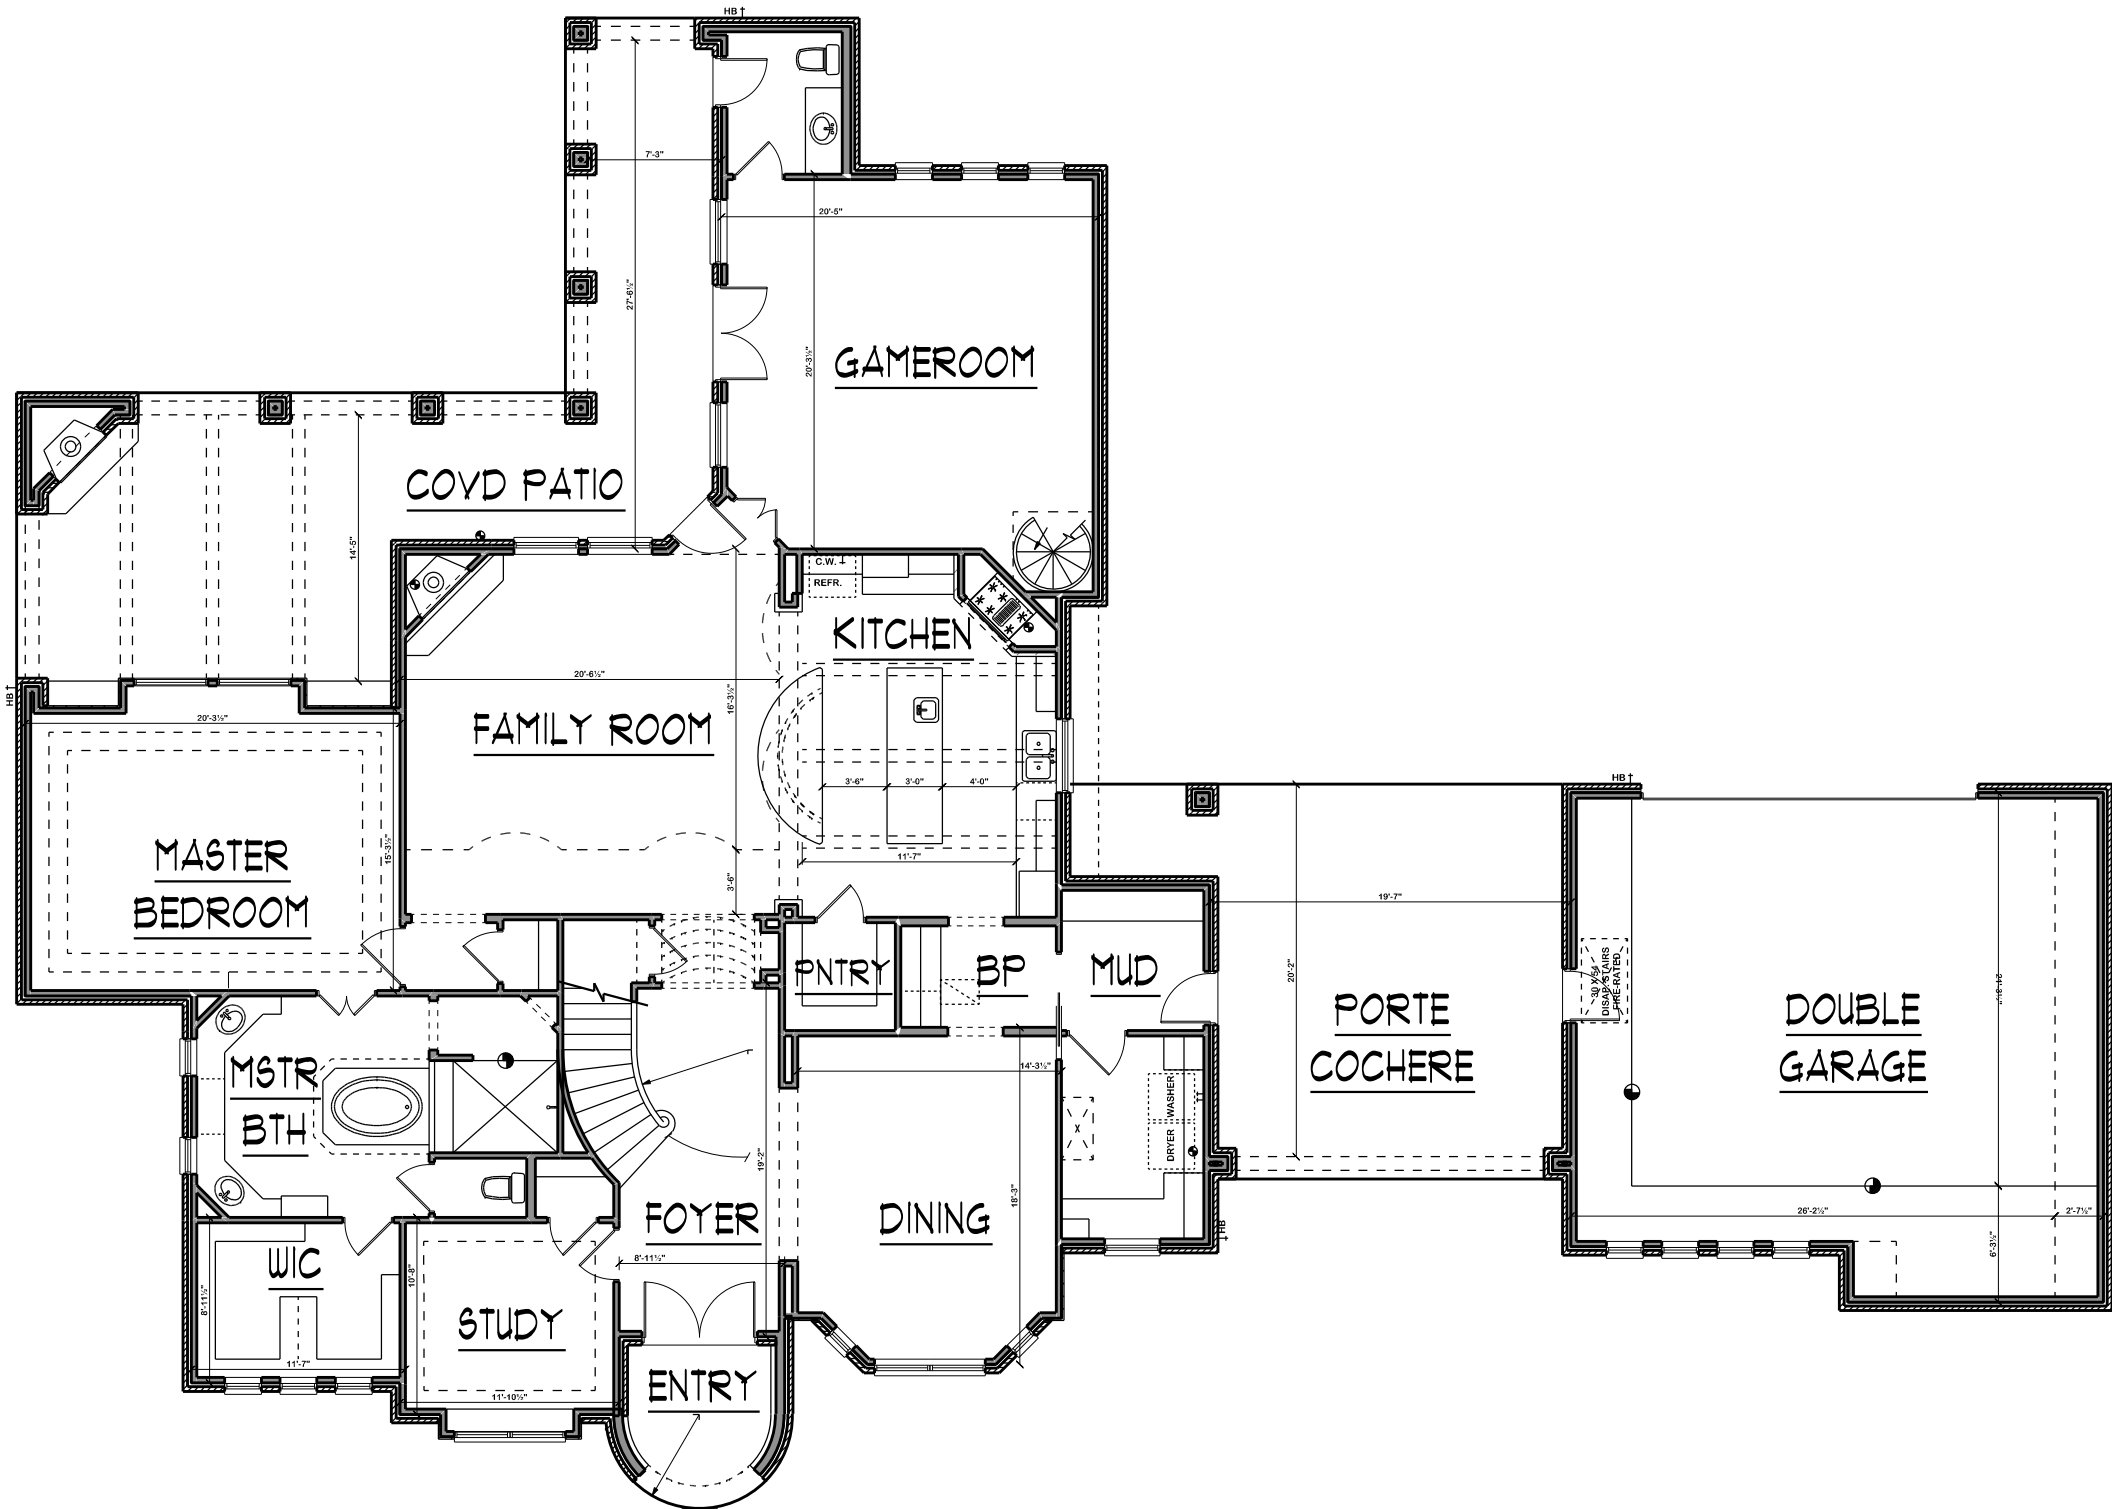 HB
7'-3"
20'-5"
27'-6½"
20'-3½"
GAMEROOM
COVD PATIO
14'-5"
C.W.
REFR.
KITCHEN
20'-6½"
16'-3½"
HB
20'-3½"
FAMILY ROOM
3'-6"
3'-0"
4'-0"
HB
MASTER
BEDROOM
15'-3½"
11'-7"
3'-6"
19'-7"
PNTRY
BP
MUD
20'-2"
30 X 54
DISAP. STAIRS
FIRE-RATED
PORTE
COCHERE
DOUBLE
GARAGE
MSTR
BTH
14'-3½"
WASHER
DRYER
19'-2"
18'-3"
FOYER
DINING
26'-2½"
2'-7½"
HB
6'-3½"
WIC
8'-11½"
10'-8"
8'-11½"
STUDY
11'-7"
11'-10½"
ENTRY